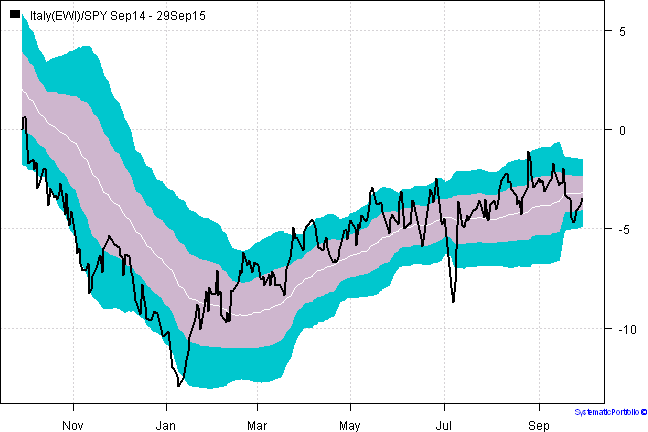 Italy(EWI)/SPY Sep14 - 29Sep15
5
0
-5
-10
Nov Jan Mar May Jul Sep
SystematicPortfolio ©